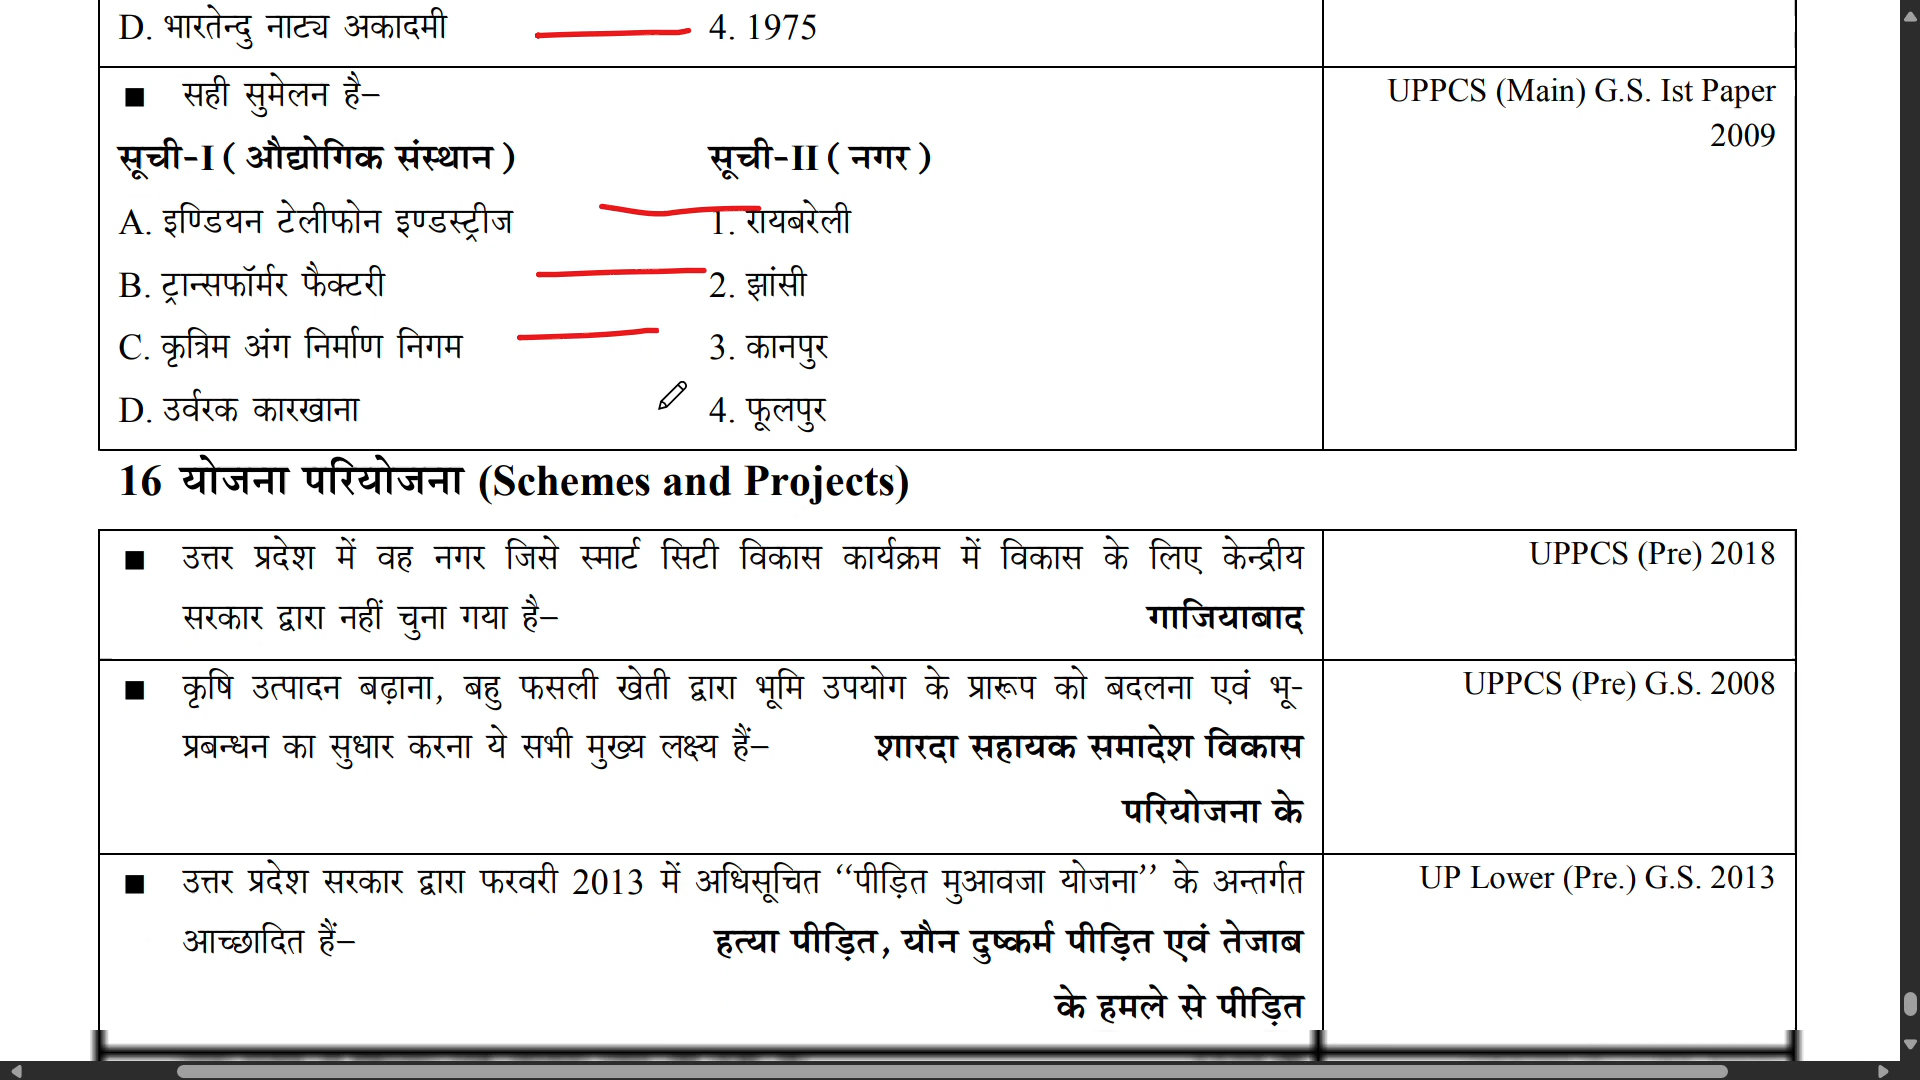 D. भारतेन्दु नाट्य अकादमी 4. 1975
■ सही सुमेलन है– UPPCS (Main) G.S. Ist Paper
2009
सूची-I ( औद्योगिक संस्थान ) सूची-II ( नगर )
A. इण्डियन टेलीफोन इण्डस्ट्रीज 1. रायबरेली
B. ट्रान्सफॉर्मर फैक्टरी 2. झांसी
C. कृत्रिम अंग निर्माण निगम 3. कानपुर
D. उर्वरक कारखाना 4. फूलपुर
16 योजना परियोजना (Schemes and Projects)
■ उत्तर प्रदेश में वह नगर जिसे स्मार्ट सिटी विकास कार्यक्रम में विकास के लिए केन्द्रीय UPPCS (Pre) 2018
सरकार द्वारा नहीं चुना गया है– गाजियाबाद
■ कृषि उत्पादन बढ़ाना, बहु फसली खेती द्वारा भूमि उपयोग के प्रारूप को बदलना एवं भू- UPPCS (Pre) G.S. 2008
प्रबन्धन का सुधार करना ये सभी मुख्य लक्ष्य हैं– शारदा सहायक समादेश विकास
परियोजना के
■ उत्तर प्रदेश सरकार द्वारा फरवरी 2013 में अधिसूचित ‘‘पीड़ित मुआवजा योजना’’ के अन्तर्गत UP Lower (Pre.) G.S. 2013
आच्छादित हैं– हत्या पीड़ित, यौन दुष्कर्म पीड़ित एवं तेजाब
के हमले से पीड़ित